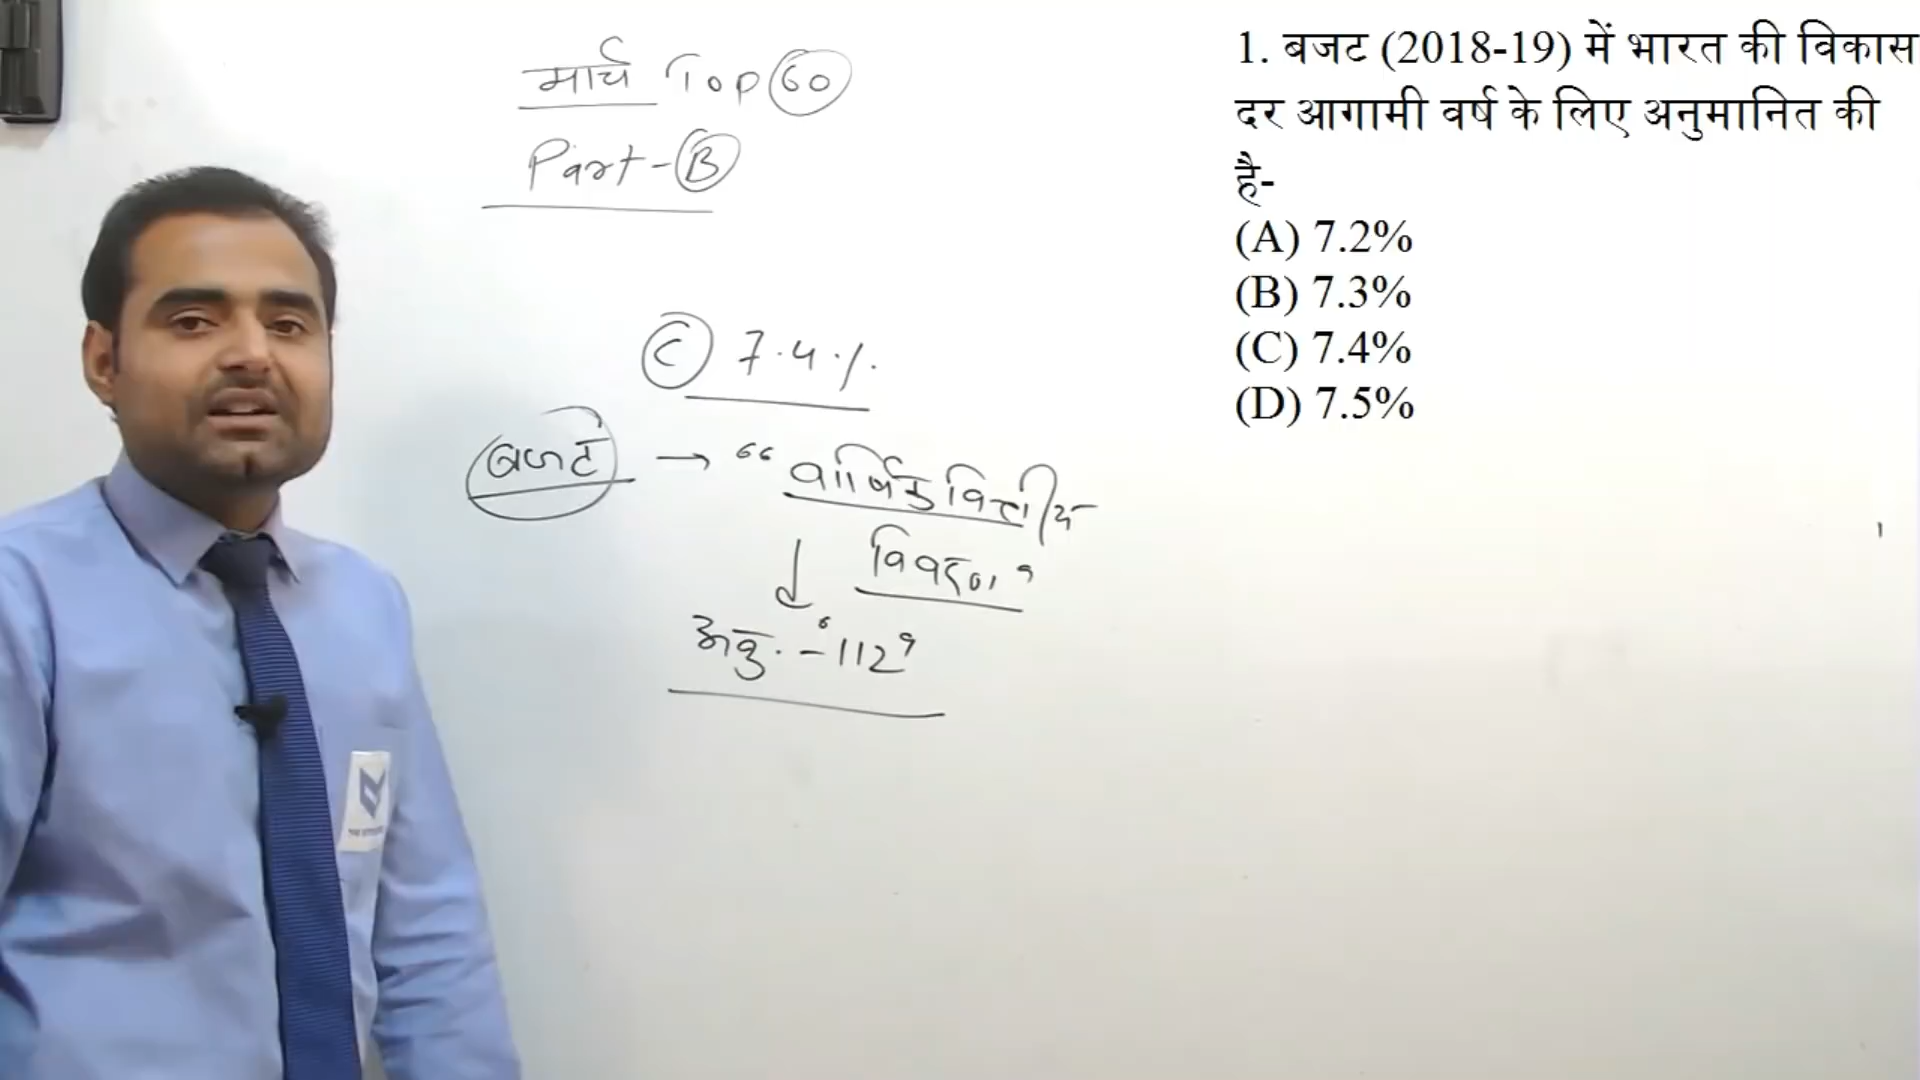 मार्च Top 60
Part-B
C 7.4%.
बजट → “वार्षिक वित्तीय
विवरण”
अनु. - '112'
1. बजट (2018-19) में भारत की विकास
दर आगामी वर्ष के लिए अनुमानित की
है-
(A) 7.2%
(B) 7.3%
(C) 7.4%
(D) 7.5%